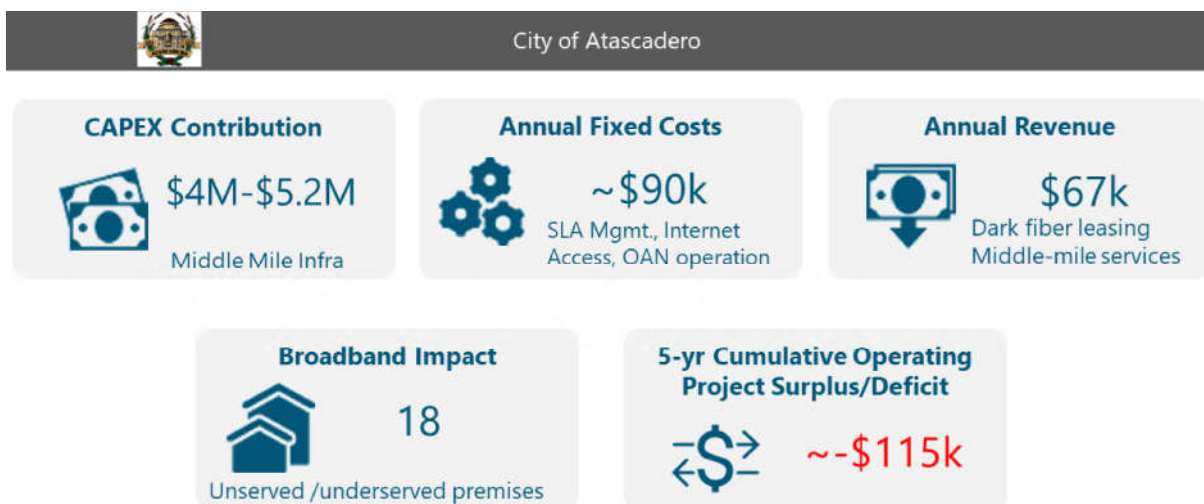 City of Atascadero
CAPEX Contribution
$4M-$5.2M
Middle Mile Infra
Annual Fixed Costs
~$90k
SLA Mgmt., Internet
Access, OAN operation
Annual Revenue
$67k
Dark fiber leasing
Middle-mile services
Broadband Impact
18
Unserved /underserved premises
5-yr Cumulative Operating
Project Surplus/Deficit
~-$115k